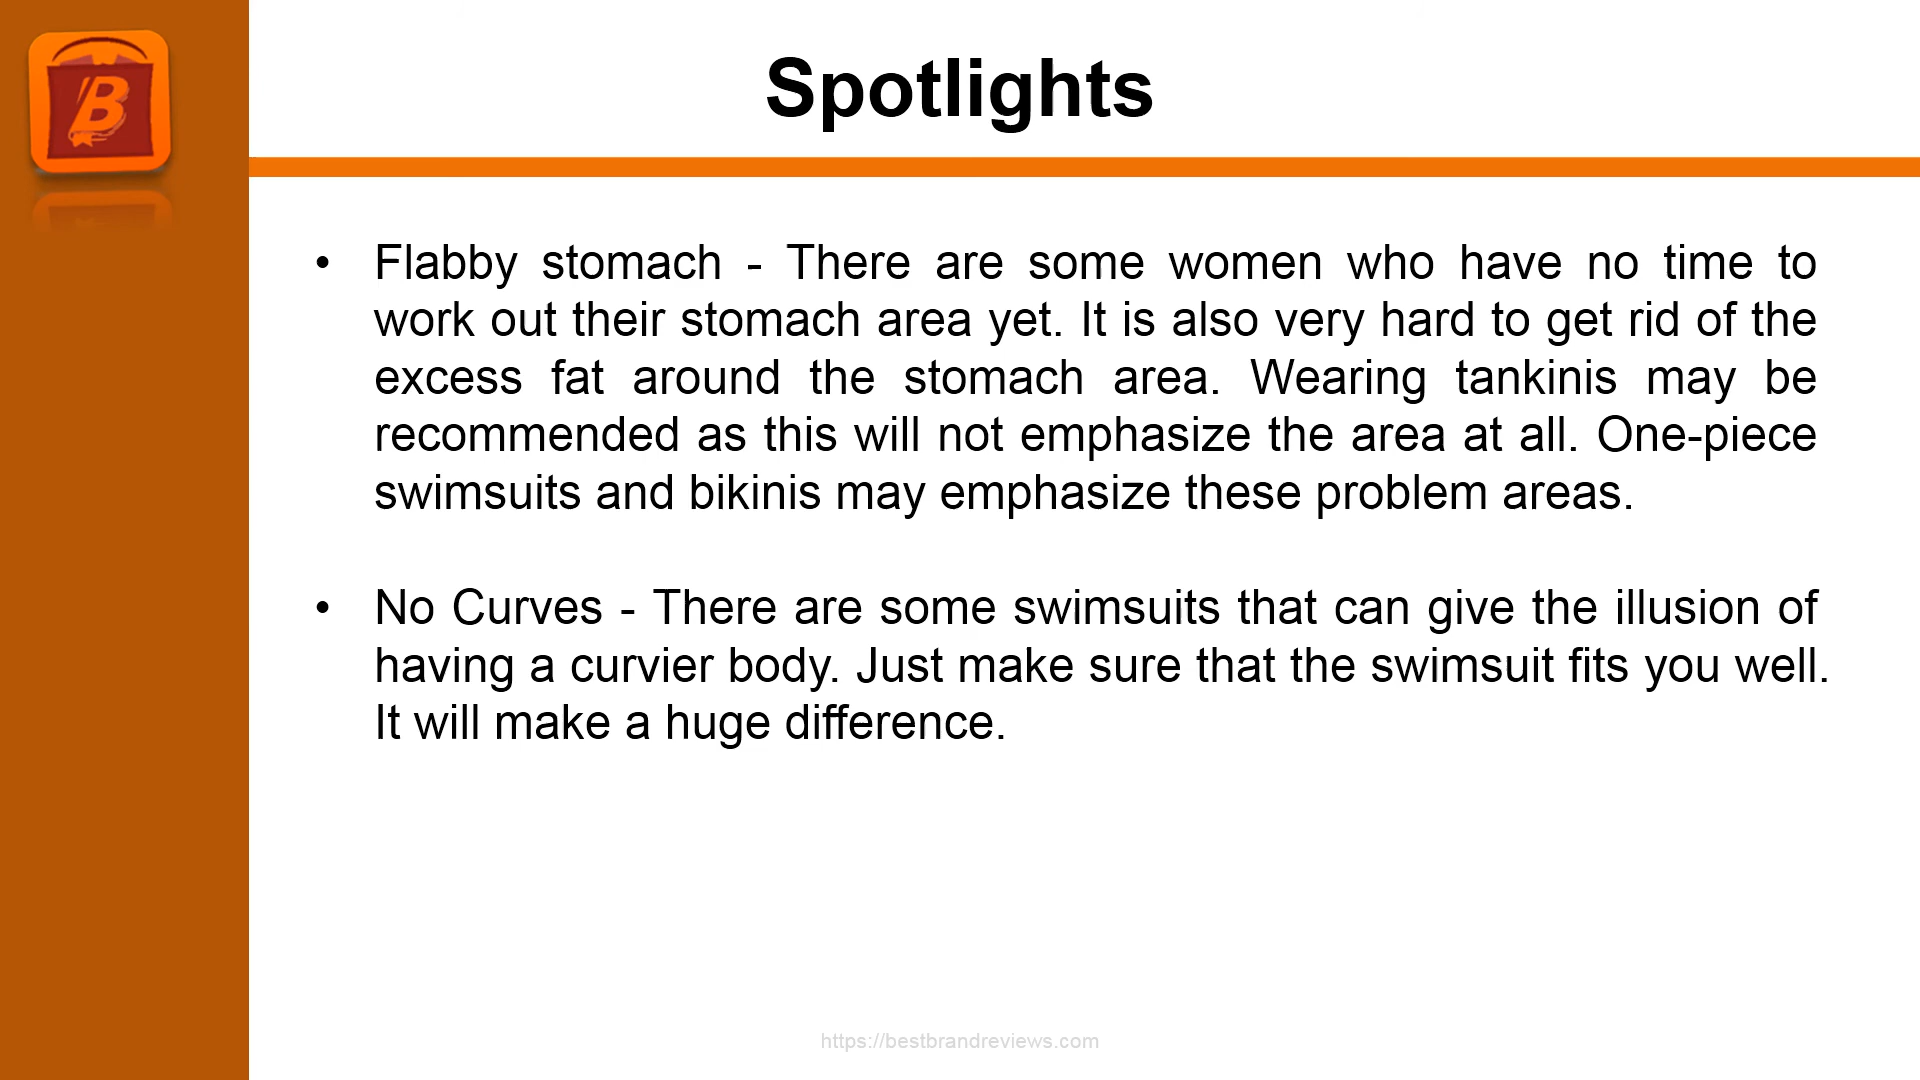 B
Spotlights
• Flabby stomach - There are some women who have no time to
work out their stomach area yet. It is also very hard to get rid of the
excess fat around the stomach area. Wearing tankinis may be
recommended as this will not emphasize the area at all. One-piece
swimsuits and bikinis may emphasize these problem areas.
• No Curves - There are some swimsuits that can give the illusion of
having a curvier body. Just make sure that the swimsuit fits you well.
It will make a huge difference.
https://bestbrandreviews.com